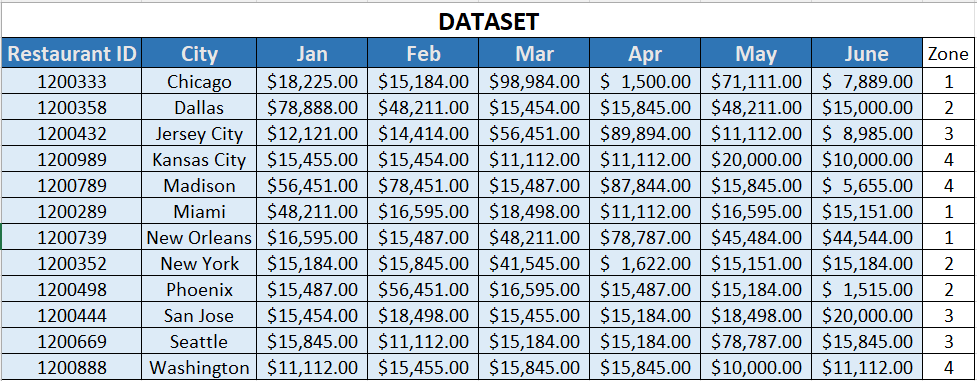 DATASET
Restaurant ID City Jan Feb Mar Apr May June Zone
1200333 Chicago $18,225.00 $15,184.00 $98,984.00 $ 1,500.00 $71,111.00 $ 7,889.00 1
1200358 Dallas $78,888.00 $48,211.00 $15,454.00 $15,845.00 $48,211.00 $15,000.00 2
1200432 Jersey City $12,121.00 $14,414.00 $56,451.00 $89,894.00 $11,112.00 $ 8,985.00 3
1200989 Kansas City $15,455.00 $15,454.00 $11,112.00 $11,112.00 $20,000.00 $10,000.00 4
1200789 Madison $56,451.00 $78,451.00 $15,487.00 $87,844.00 $15,845.00 $ 5,655.00 4
1200289 Miami $48,211.00 $16,595.00 $18,498.00 $11,112.00 $16,595.00 $15,151.00 1
1200739 New Orleans $16,595.00 $15,487.00 $48,211.00 $78,787.00 $45,484.00 $44,544.00 1
1200352 New York $15,184.00 $15,845.00 $41,545.00 $ 1,622.00 $15,151.00 $15,184.00 2
1200498 Phoenix $15,487.00 $56,451.00 $16,595.00 $15,487.00 $15,184.00 $ 1,515.00 2
1200444 San Jose $15,454.00 $18,498.00 $15,455.00 $15,184.00 $18,498.00 $20,000.00 3
1200669 Seattle $15,845.00 $11,112.00 $15,184.00 $15,184.00 $78,787.00 $15,845.00 3
1200888 Washington $11,112.00 $15,455.00 $15,845.00 $15,845.00 $10,000.00 $11,112.00 4